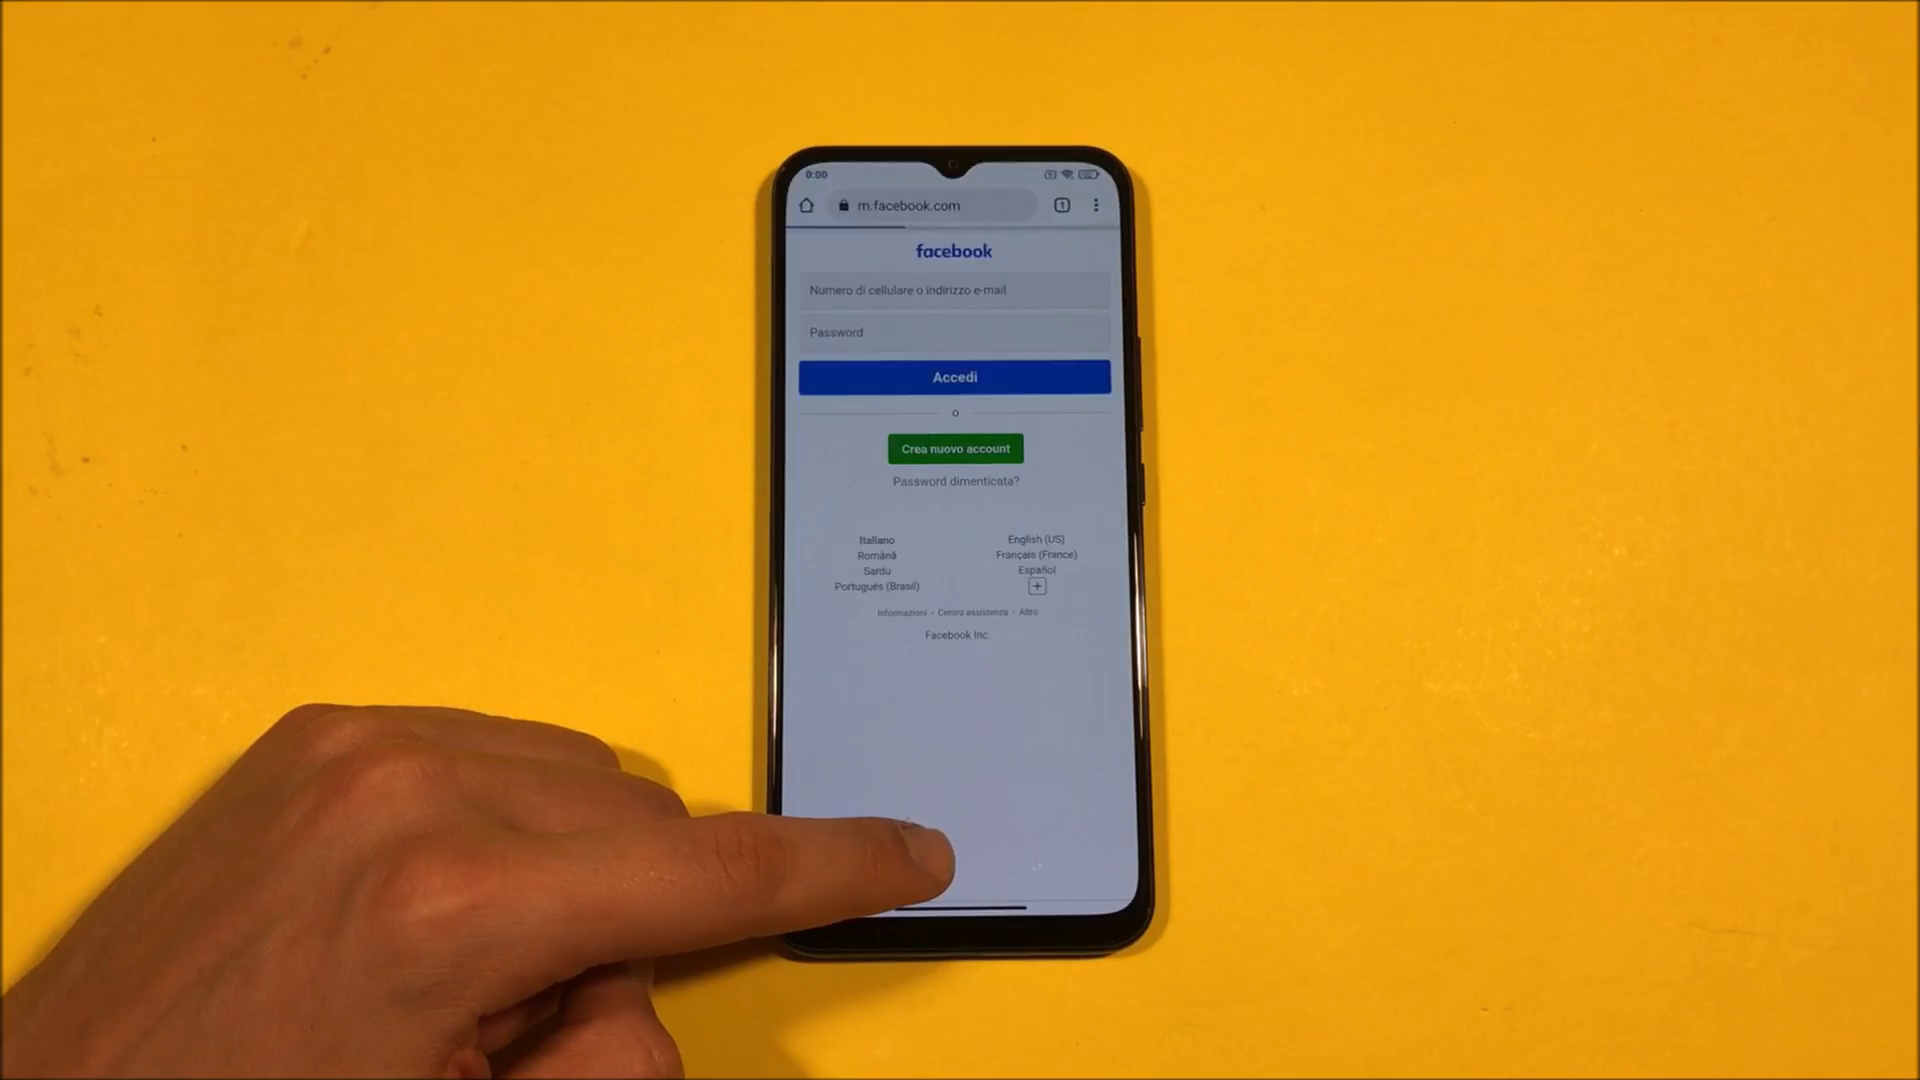 0:00
m.facebook.com
1
facebook
Numero di cellulare o indirizzo e-mail
Password
Accedi
o
Crea nuovo account
Password dimenticata?
Italiano
English (US)
Română
Français (France)
Sardu
Español
Português (Brasil)
+
Informazioni · Centro assistenza · Altro
Facebook Inc.